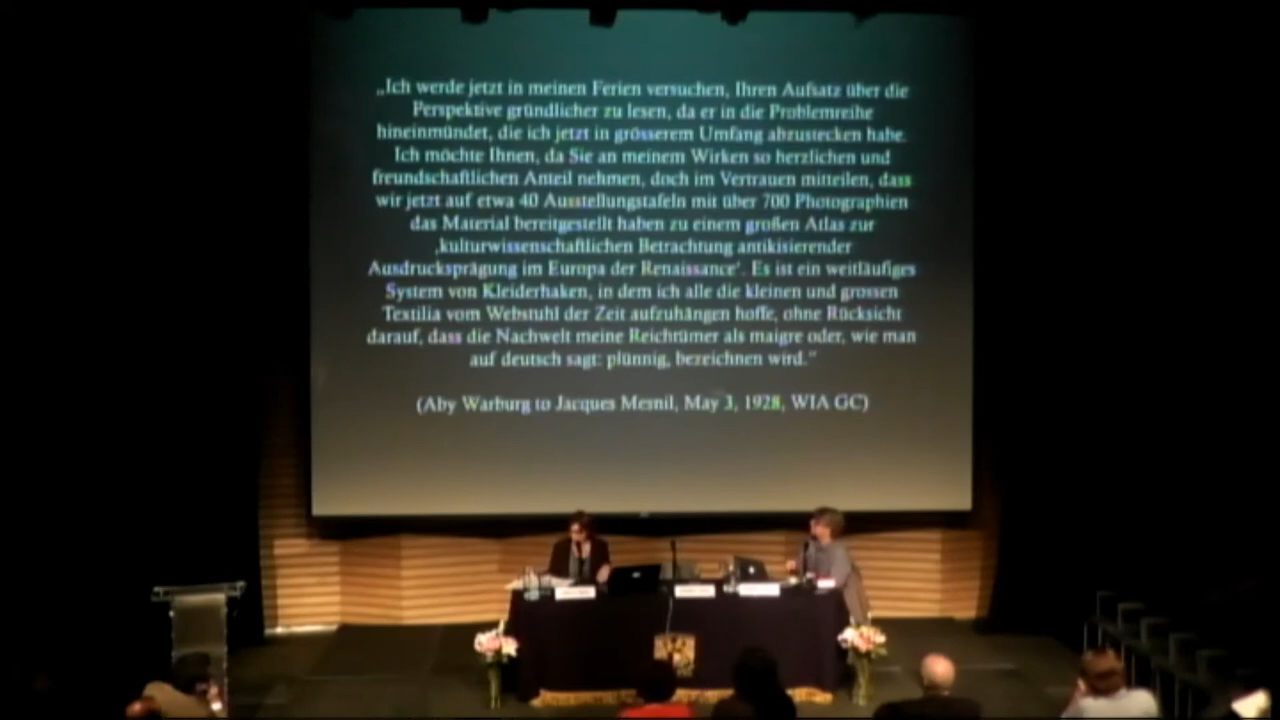 „Ich werde jetzt in meinen Ferien versuchen, Ihren Aufsatz über die
Perspektive gründlicher zu lesen, da er in die Problemreihe
hineinmündet, die ich jetzt in grösserem Umfang abzustecken habe.
Ich möchte Ihnen, da Sie an meinem Wirken so herzlichen und
freundschaftlichen Anteil nehmen, doch im Vertrauen mitteilen, dass
wir jetzt auf etwa 40 Ausstellungstafeln mit über 700 Photographien
das Material bereitgestellt haben zu einem großen Atlas zur
‚kulturwissenschaftlichen Betrachtung antikisierender
Ausdrucksprägung im Europa der Renaissance‘. Es ist ein weitläufiges
System von Kleiderhaken, in dem ich alle die kleinen und grossen
Textilia vom Webstuhl der Zeit aufzuhängen hoffe, ohne Rücksicht
darauf, dass die Nachwelt meine Reichtümer als maigre oder, wie man
auf deutsch sagt: plünnig, bezeichnen wird.“
(Aby Warburg to Jacques Mesnil, May 3, 1928, WIA GC)